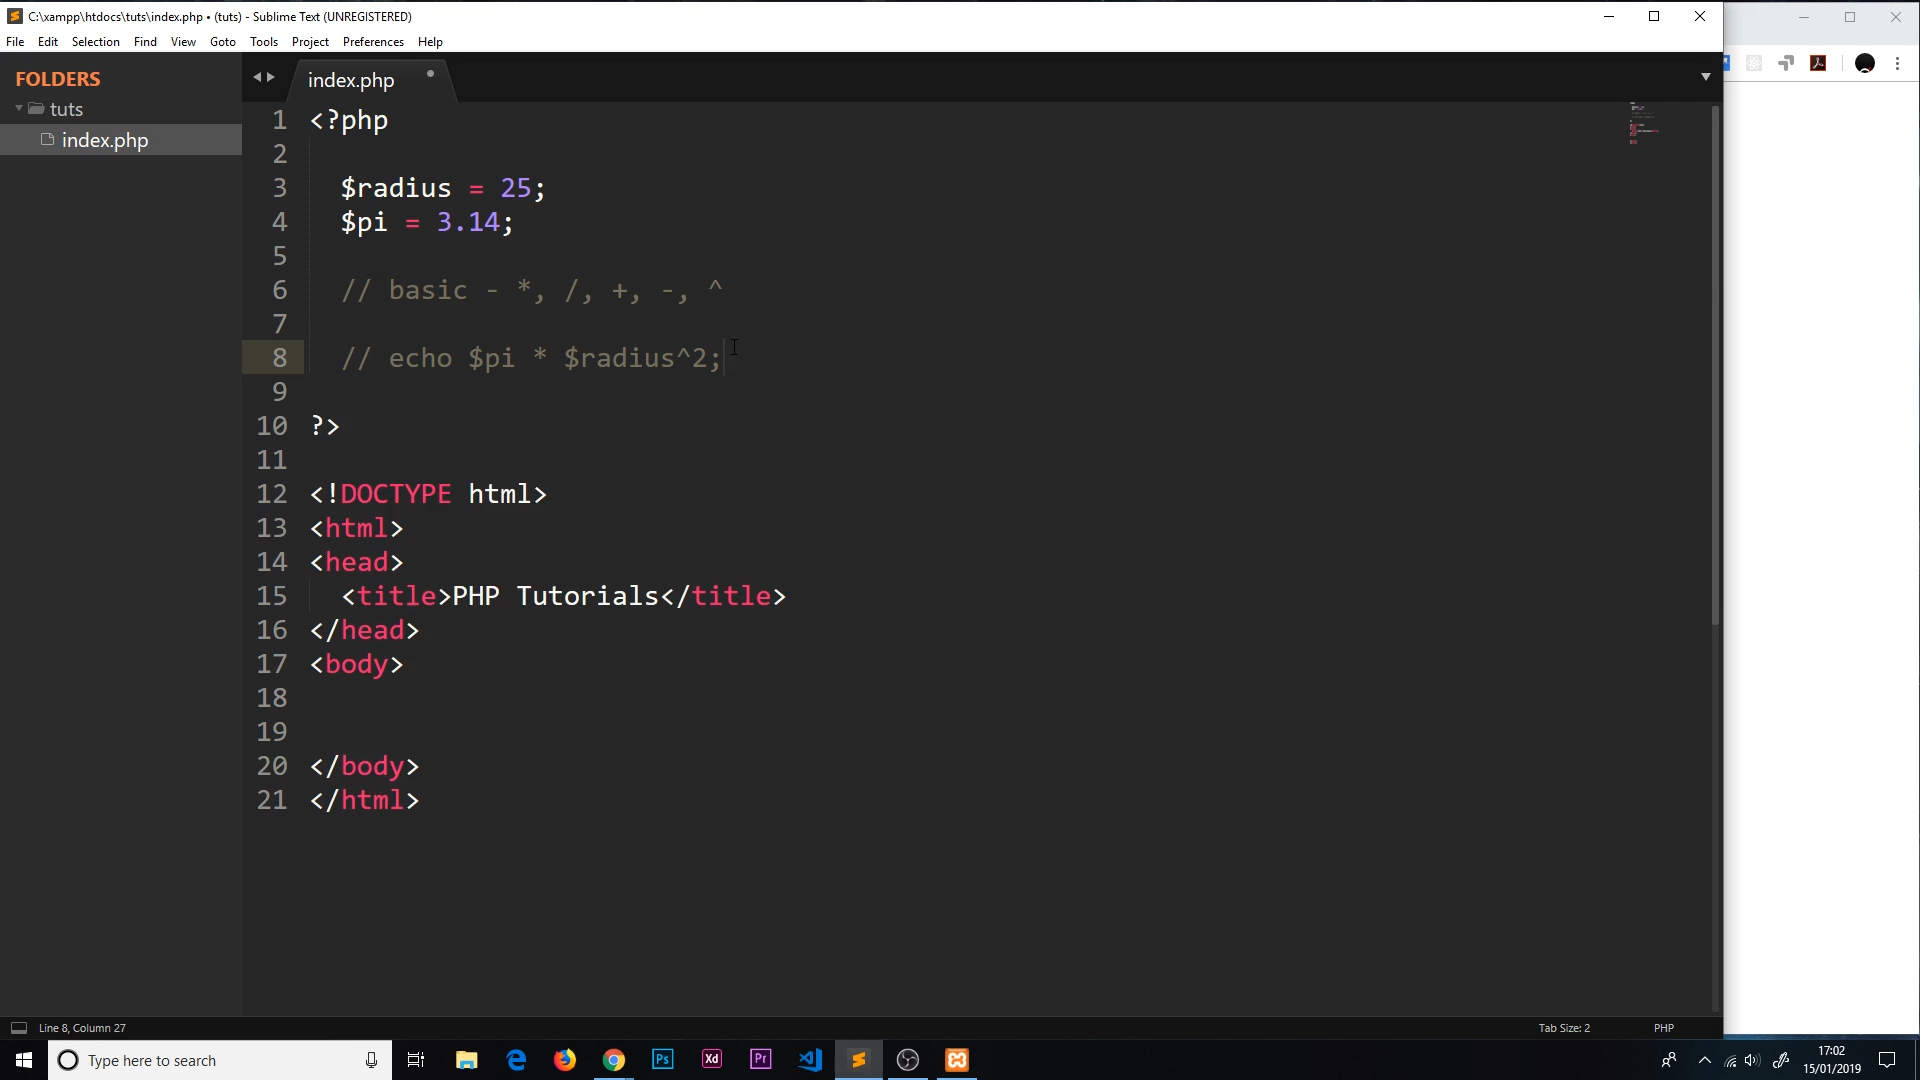 C:\xampp\htdocs\tuts\index.php • (tuts) - Sublime Text (UNREGISTERED)
File Edit Selection Find View Goto Tools Project Preferences Help
FOLDERS
tuts
index.php
index.php
1 <?php
2
3 $radius = 25;
4 $pi = 3.14;
5
6 // basic - *, /, +, -, ^
7
8 // echo $pi * $radius^2;
9
10 ?>
11
12 <!DOCTYPE html>
13 <html>
14 <head>
15 <title>PHP Tutorials</title>
16 </head>
17 <body>
18
19
20 </body>
21 </html>
Line 8, Column 27 Tab Size: 2 PHP
Type here to search
Ps Xd Pr
17:02
15/01/2019